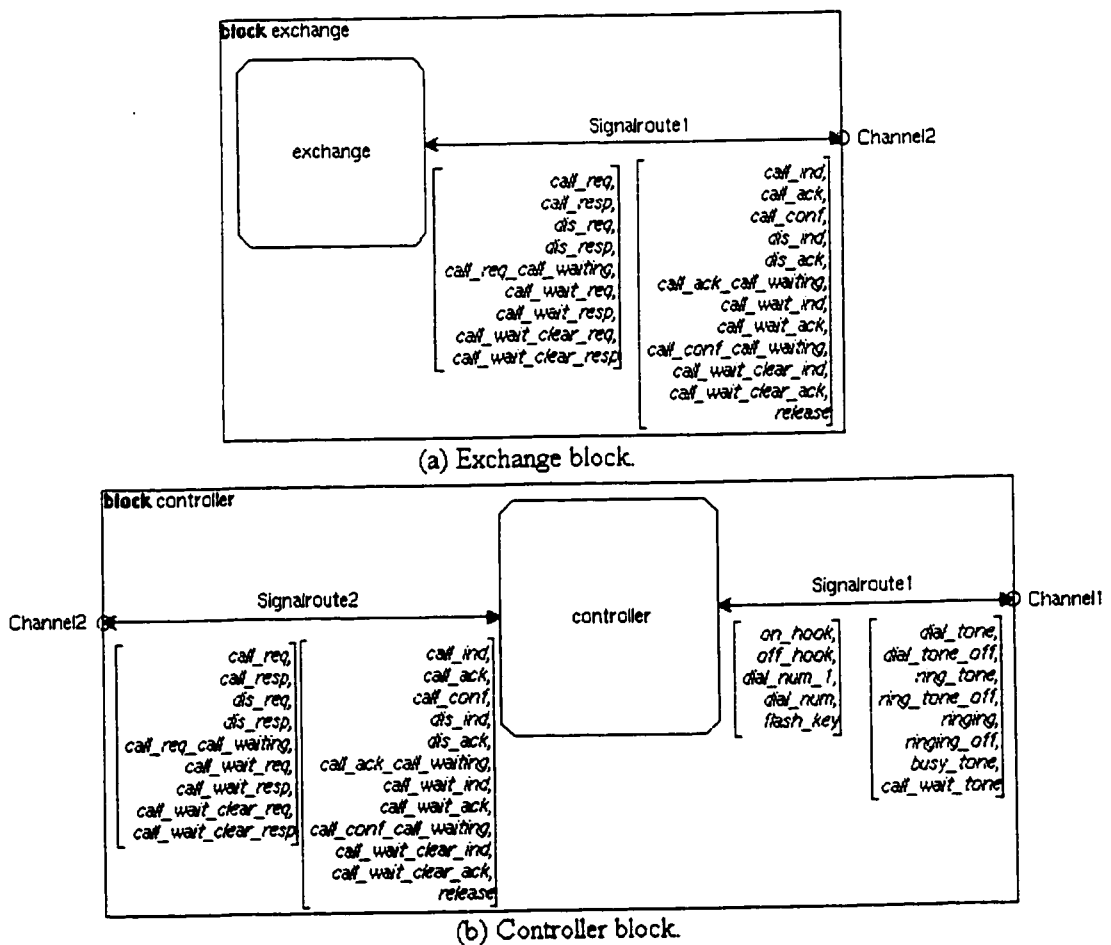 block exchange
exchange
Signalroute1
Channel2
call_req,
call_resp,
dis_req,
dis_resp,
call_req_call_waiting,
call_wait_req,
call_wait_resp,
call_wait_clear_req,
call_wait_clear_resp
call_ind,
call_ack,
call_conf,
dis_ind,
dis_ack,
call_ack_call_waiting,
call_wait_ind,
call_wait_ack,
call_conf_call_waiting,
call_wait_clear_ind,
call_wait_clear_ack,
release
(a) Exchange block.
block controller
Channel2
Signalroute2
controller
Signalroute1
Channel1
call_req,
call_resp,
dis_req,
dis_resp,
call_req_call_waiting,
call_wait_req,
call_wait_resp,
call_wait_clear_req,
call_wait_clear_resp
call_ind,
call_ack,
call_conf,
dis_ind,
dis_ack,
call_ack_call_waiting,
call_wait_ind,
call_wait_ack,
call_conf_call_waiting,
call_wait_clear_ind,
call_wait_clear_ack,
release
on_hook,
off_hook,
dial_num_1,
dial_num,
flash_key
dial_tone,
dial_tone_off,
ring_tone,
ring_tone_off,
ringing,
ringing_off,
busy_tone,
call_wait_tone
(b) Controller block.